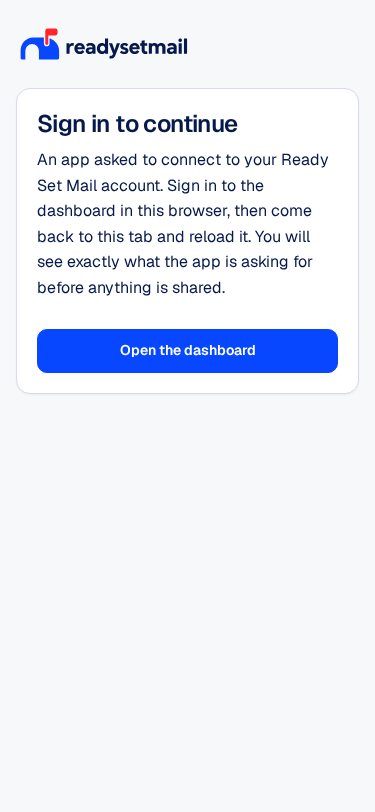 readysetmail
Sign in to continue
An app asked to connect to your Ready
Set Mail account. Sign in to the
dashboard in this browser, then come
back to this tab and reload it. You will
see exactly what the app is asking for
before anything is shared.
Open the dashboard